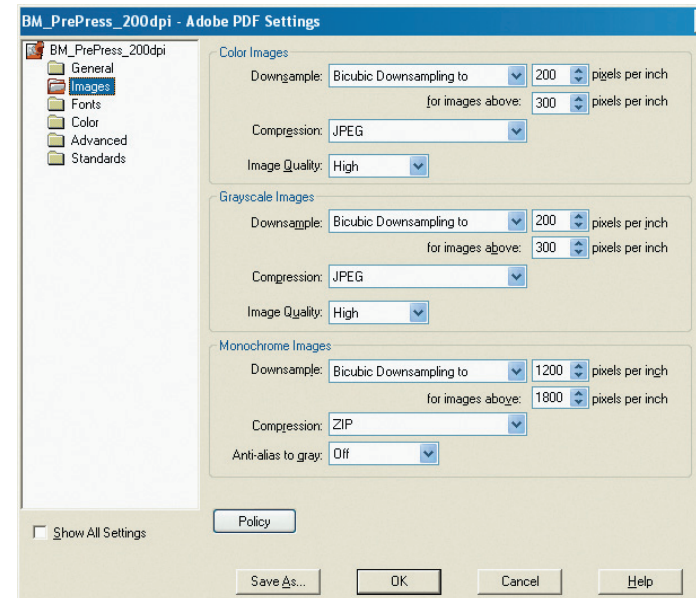 BM_PrePress_200dpi - Adobe PDF Settings
BM_PrePress_200dpi
General
Images
Fonts
Color
Advanced
Standards
Show All Settings
Color Images
Downsample: Bicubic Downsampling to 200 pixels per inch
for images above: 300 pixels per inch
Compression: JPEG
Image Quality: High
Grayscale Images
Downsample: Bicubic Downsampling to 200 pixels per inch
for images above: 300 pixels per inch
Compression: JPEG
Image Quality: High
Monochrome Images
Downsample: Bicubic Downsampling to 1200 pixels per inch
for images above: 1800 pixels per inch
Compression: ZIP
Anti-alias to gray: Off
Policy
Save As... OK Cancel Help